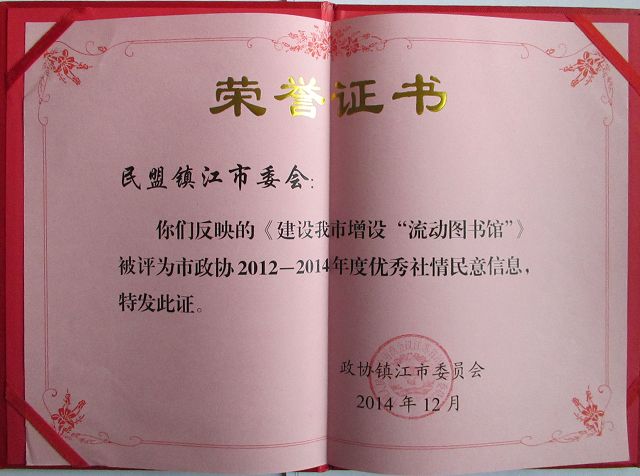 荣誉证书
民盟镇江市委会：
你们反映的《建设我市增设“流动图书馆”》
被评为市政协2012—2014年度优秀社情民意信息，
特发此证。
政协镇江市委员会
2014年12月